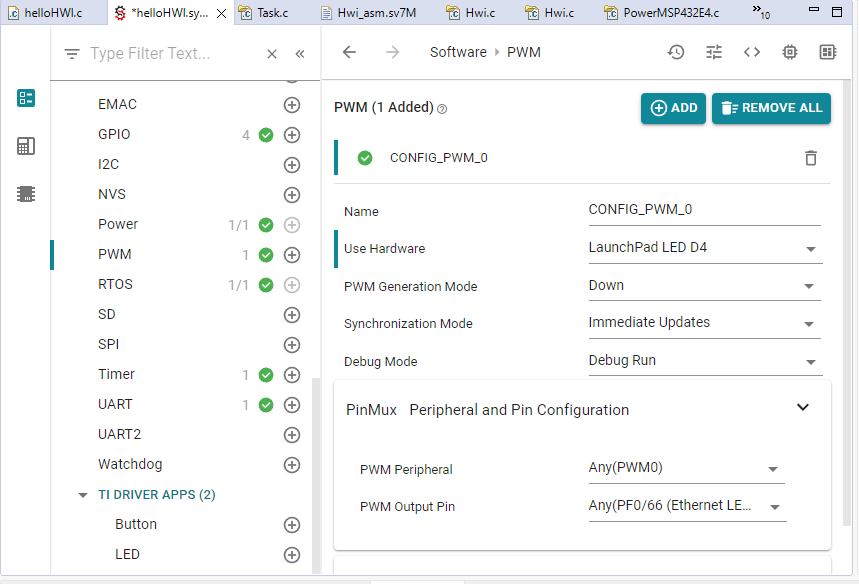 helloHWI.c
*helloHWI.sy...
Task.c
Hwi_asm.sv7M
Hwi.c
Hwi.c
PowerMSP432E4.c
»10
Type Filter Text...
«
Software › PWM
EMAC
GPIO 4
I2C
NVS
Power 1/1
PWM 1
RTOS 1/1
SD
SPI
Timer 1
UART 1
UART2
Watchdog
TI DRIVER APPS (2)
Button
LED
PWM (1 Added) ?
ADD
REMOVE ALL
CONFIG_PWM_0
Name CONFIG_PWM_0
Use Hardware LaunchPad LED D4
PWM Generation Mode Down
Synchronization Mode Immediate Updates
Debug Mode Debug Run
PinMux Peripheral and Pin Configuration
PWM Peripheral Any(PWM0)
PWM Output Pin Any(PF0/66 (Ethernet LE...